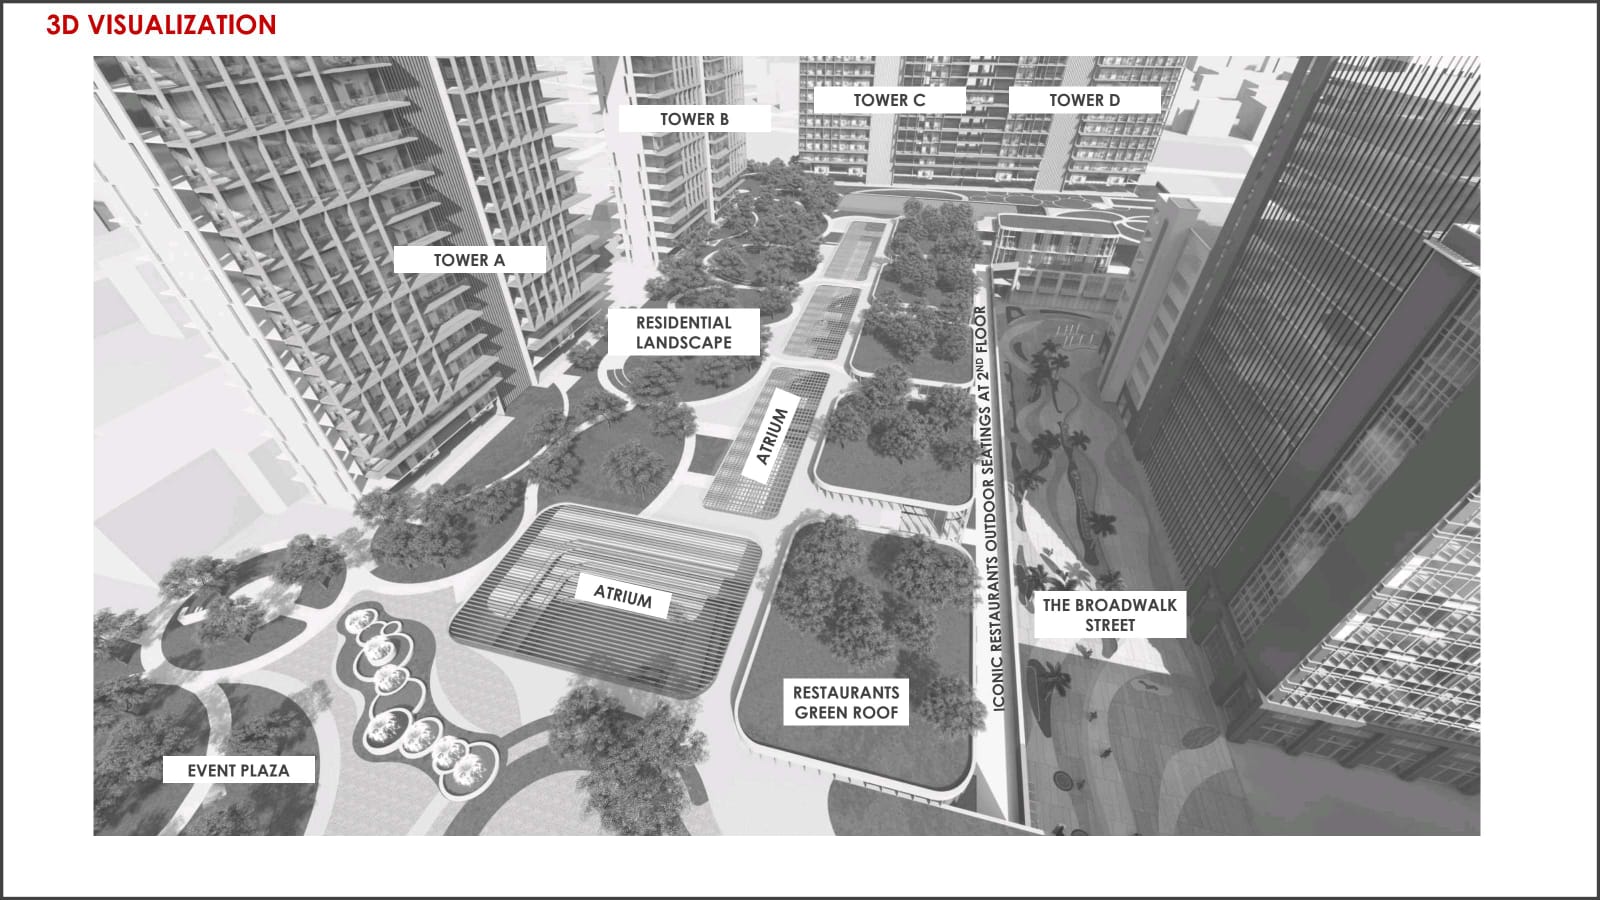 3D VISUALIZATION
TOWER C
TOWER D
TOWER B
TOWER A
RESIDENTIAL
LANDSCAPE
ATRIUM
ICONIC RESTAURANTS OUTDOOR SEATINGS AT 2ND FLOOR
ATRIUM
THE BROADWALK
STREET
RESTAURANTS
GREEN ROOF
EVENT PLAZA